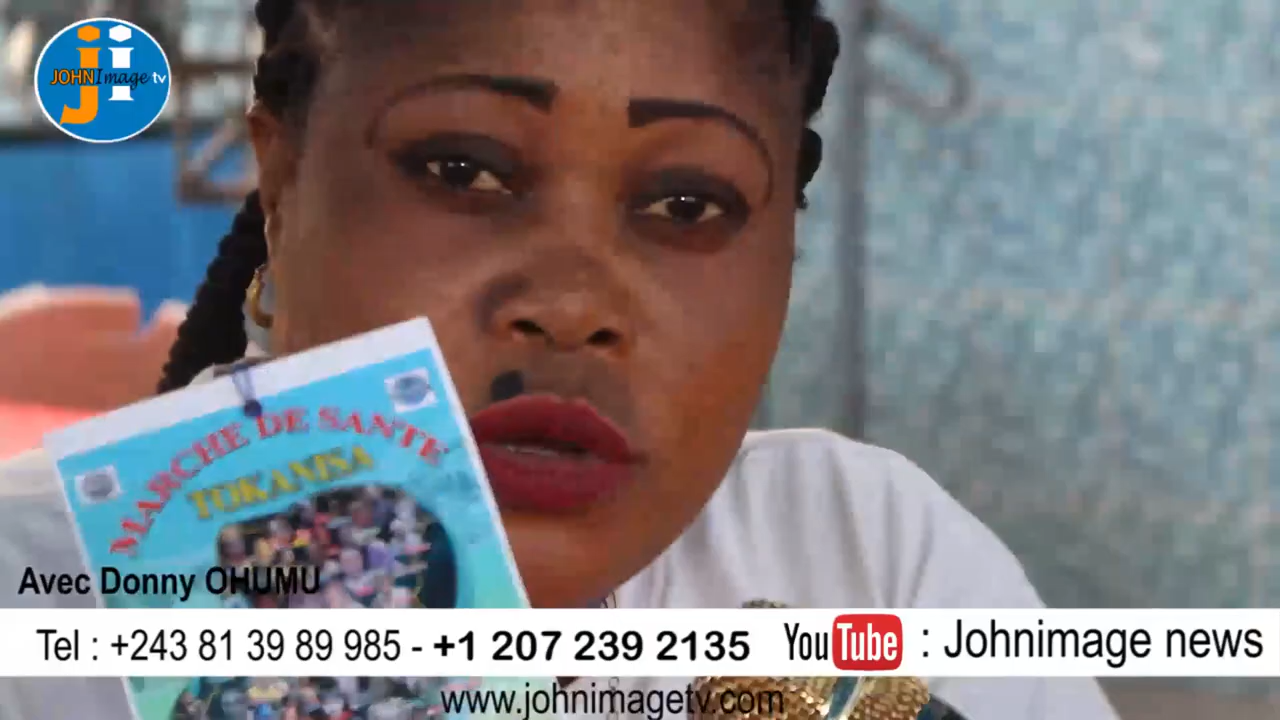 JOHNImage tv
MARCHE DE SANTE
TOKANISA
Avec Donny OHUMU
Tel : +243 81 39 89 985 - +1 207 239 2135
YouTube : Johnimage news
www.johnimagetv.com